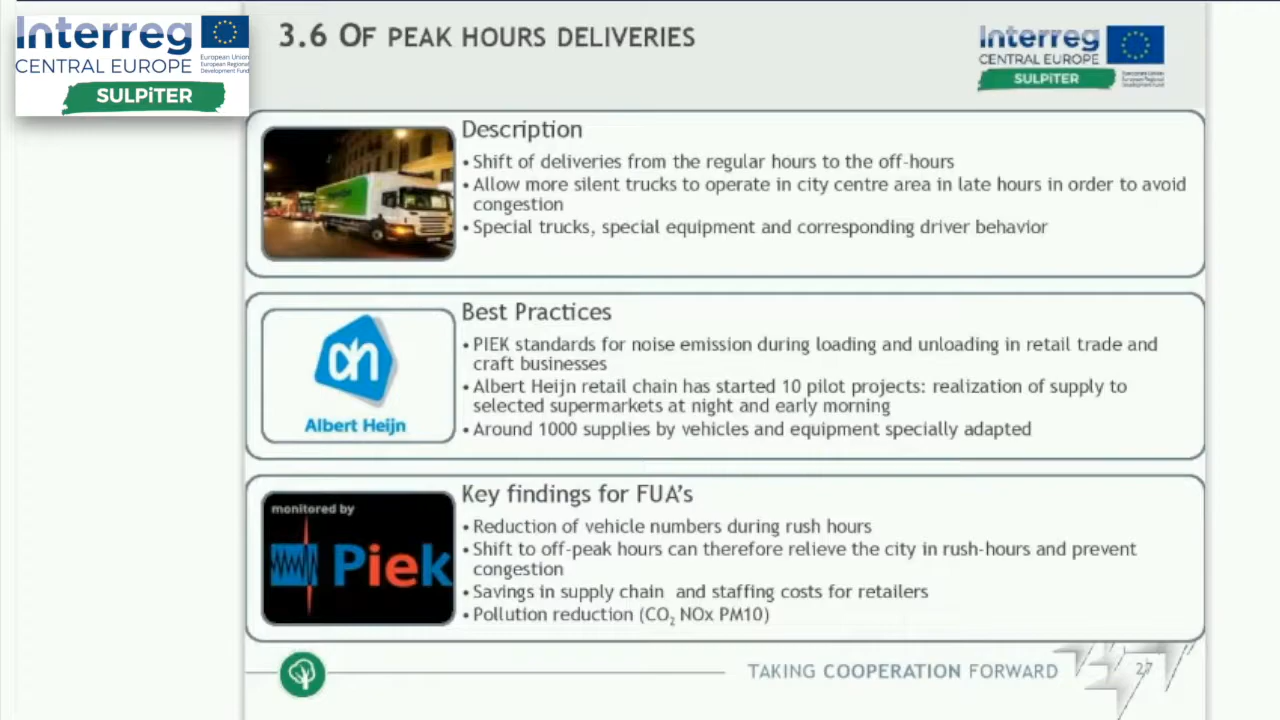 Interreg
CENTRAL EUROPE
European Union
European Regional
Development Fund
SULPiTER
3.6 OF PEAK HOURS DELIVERIES
Interreg
CENTRAL EUROPE
European Union
European Regional
Development Fund
SULPiTER
Description
• Shift of deliveries from the regular hours to the off-hours
• Allow more silent trucks to operate in city centre area in late hours in order to avoid
congestion
• Special trucks, special equipment and corresponding driver behavior
Best Practices
• PIEK standards for noise emission during loading and unloading in retail trade and
craft businesses
• Albert Heijn retail chain has started 10 pilot projects: realization of supply to
selected supermarkets at night and early morning
• Around 1000 supplies by vehicles and equipment specially adapted
ah
Albert Heijn
Key findings for FUA's
• Reduction of vehicle numbers during rush hours
• Shift to off-peak hours can therefore relieve the city in rush-hours and prevent
congestion
• Savings in supply chain and staffing costs for retailers
• Pollution reduction (CO₂ NOx PM10)
monitored by
Piek
TAKING COOPERATION FORWARD
27